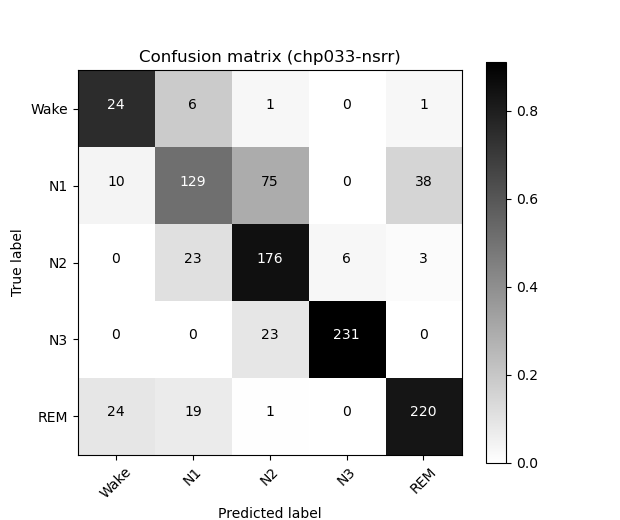 Confusion matrix (chp033-nsrr)
Wake 24 6 1 0 1
N1 10 129 75 0 38
N2 0 23 176 6 3
N3 0 0 23 231 0
REM 24 19 1 0 220
Wake N1 N2 N3 REM
Predicted label
True label
0.8
0.6
0.4
0.2
0.0